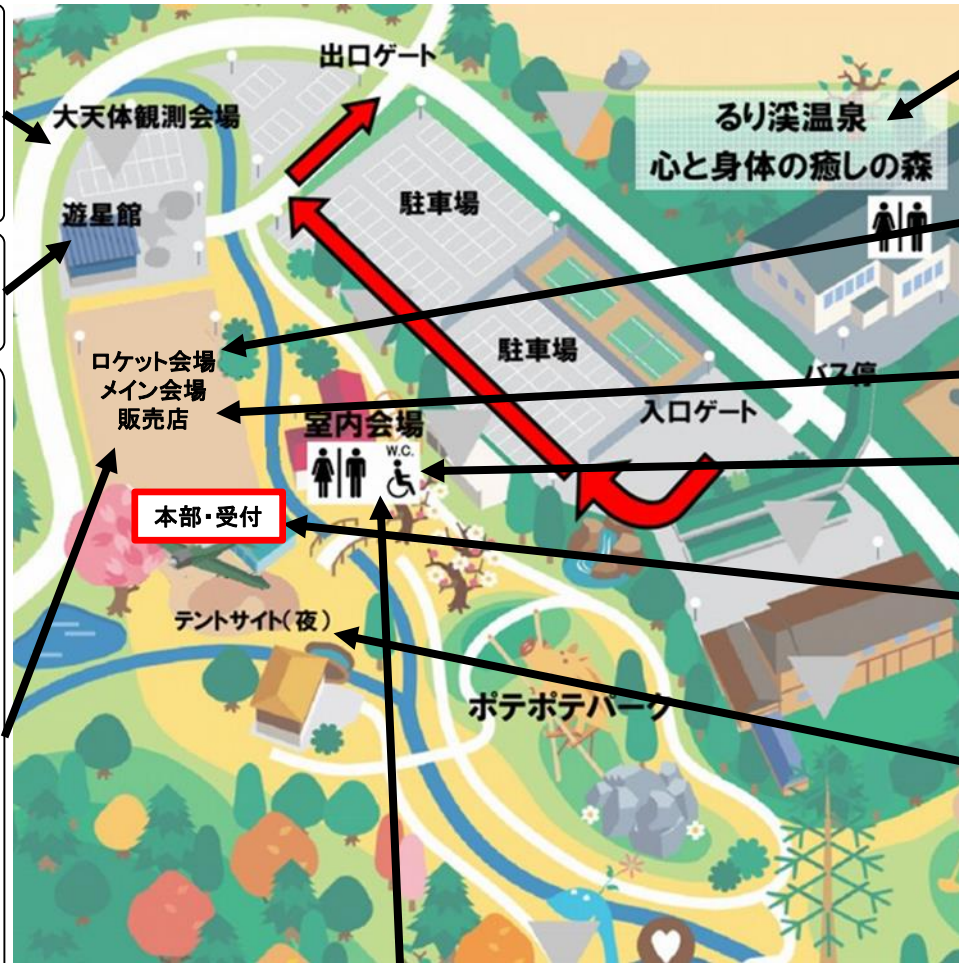 出口ゲート
大天体観測会場
るり渓温泉
心と身体の癒しの森
駐車場
遊星館
駐車場
ロケット会場
メイン会場
販売店
バス停
入口ゲート
室内会場
W.C.
本部・受付
テントサイト(夜)
ポテポテパーク